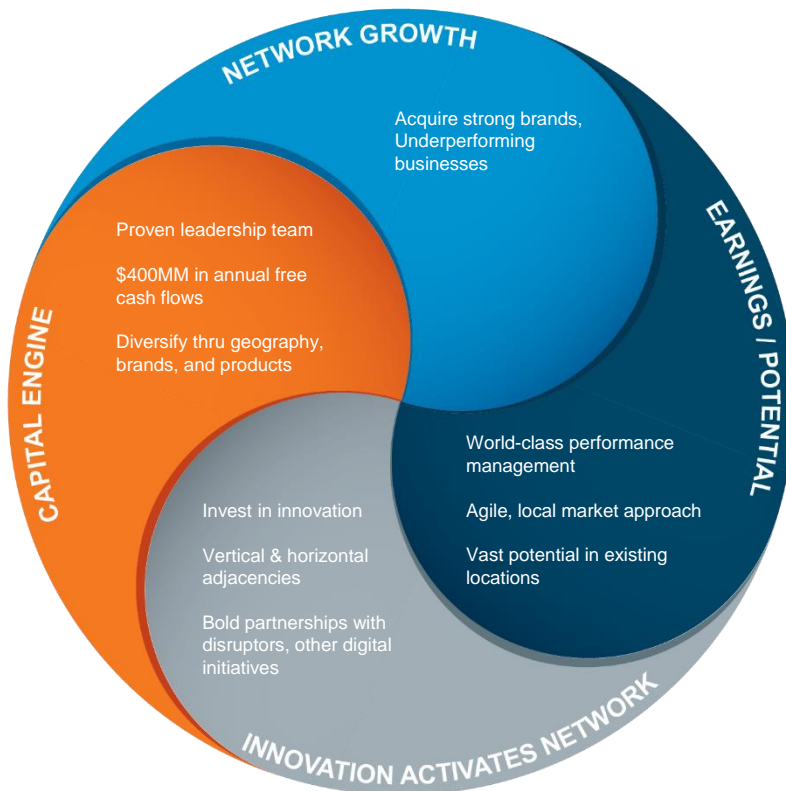 NETWORK GROWTH
Acquire strong brands,
Underperforming
businesses
EARNINGS / POTENTIAL
World-class performance
management
Agile, local market approach
Vast potential in existing
locations
INNOVATION ACTIVATES NETWORK
Invest in innovation
Vertical & horizontal
adjacencies
Bold partnerships with
disruptors, other digital
initiatives
CAPITAL ENGINE
Proven leadership team
$400MM in annual free
cash flows
Diversify thru geography,
brands, and products